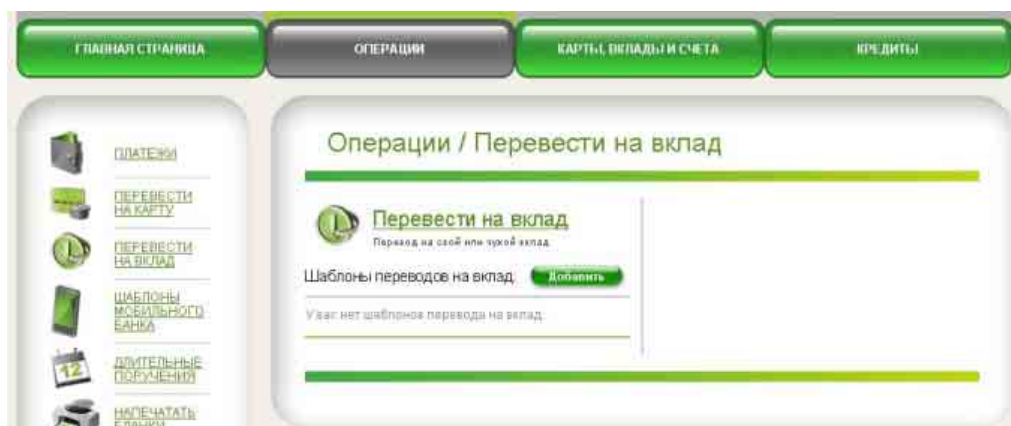 ГЛАВНАЯ СТРАНИЦА
ОПЕРАЦИИ
КАРТЫ, ВКЛАДЫ И СЧЕТА
КРЕДИТЫ
ПЛАТЕЖИ
ПЕРЕВЕСТИ
НА КАРТУ
ПЕРЕВЕСТИ
НА ВКЛАД
ШАБЛОНЫ
МОБИЛЬНОГО
БАНКА
12
ДЛИТЕЛЬНЫЕ
ПОРУЧЕНИЯ
НАПЕЧАТАТЬ
БЛАНКИ
Операции / Перевести на вклад
Перевести на вклад
Перевод на свой или чужой вклад
Шаблоны переводов на вклад: Добавить
У вас нет шаблонов перевода на вклад.